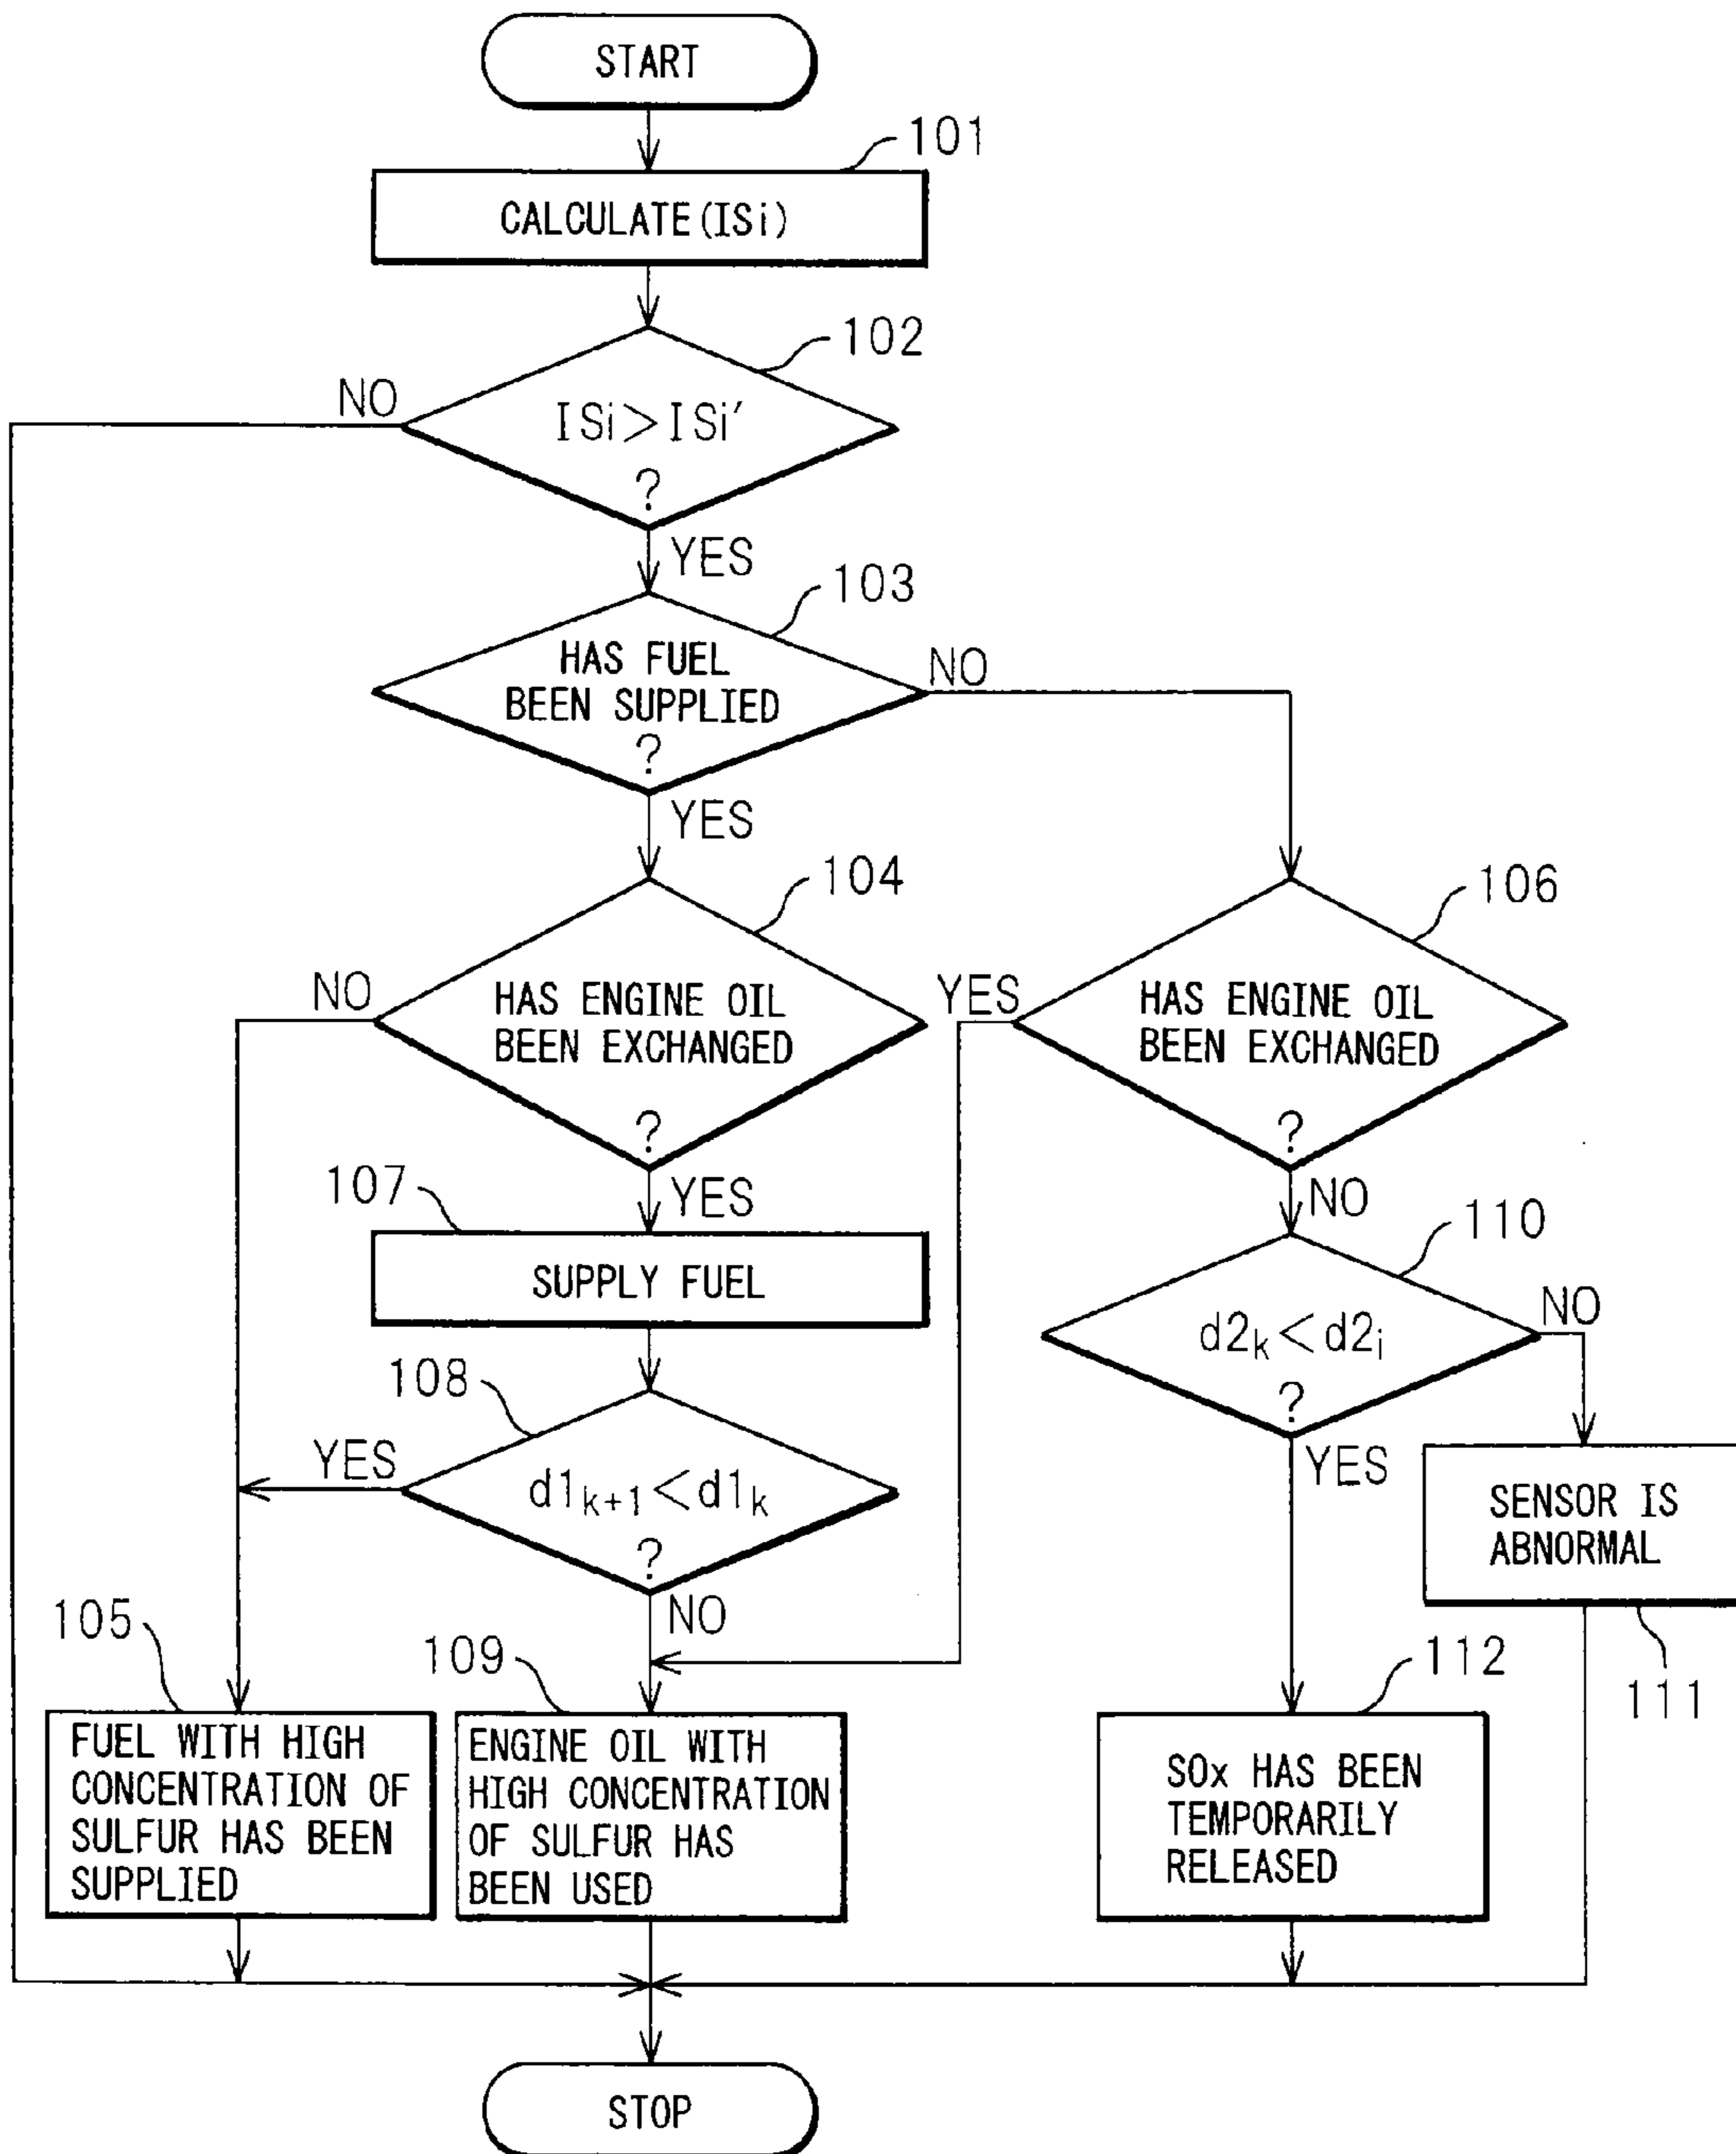 START
101
CALCULATE(ISi)
102
NO
ISi>ISi′
?
YES
103
HAS FUEL
BEEN SUPPLIED
?
NO
YES
104
NO
HAS ENGINE OIL
BEEN EXCHANGED
?
YES
106
YES
HAS ENGINE OIL
BEEN EXCHANGED
?
NO
107
SUPPLY FUEL
108
YES
d1k+1<d1k
?
NO
110
NO
d2k<d2i
?
YES
SENSOR IS
ABNORMAL
111
105
FUEL WITH HIGH
CONCENTRATION OF
SULFUR HAS BEEN
SUPPLIED
109
ENGINE OIL WITH
HIGH CONCENTRATION
OF SULFUR HAS
BEEN USED
112
SOx HAS BEEN
TEMPORARILY
RELEASED
STOP